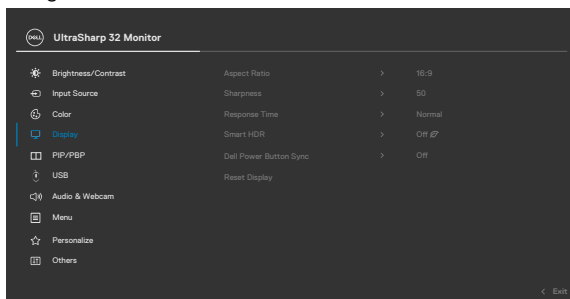 DELL UltraSharp 32 Monitor
Brightness/Contrast Aspect Ratio > 16:9
Input Source Sharpness > 50
Color Response Time > Normal
Display Smart HDR > Off
PIP/PBP Dell Power Button Sync > Off
USB Reset Display
Audio & Webcam
Menu
Personalize
Others
< Exit